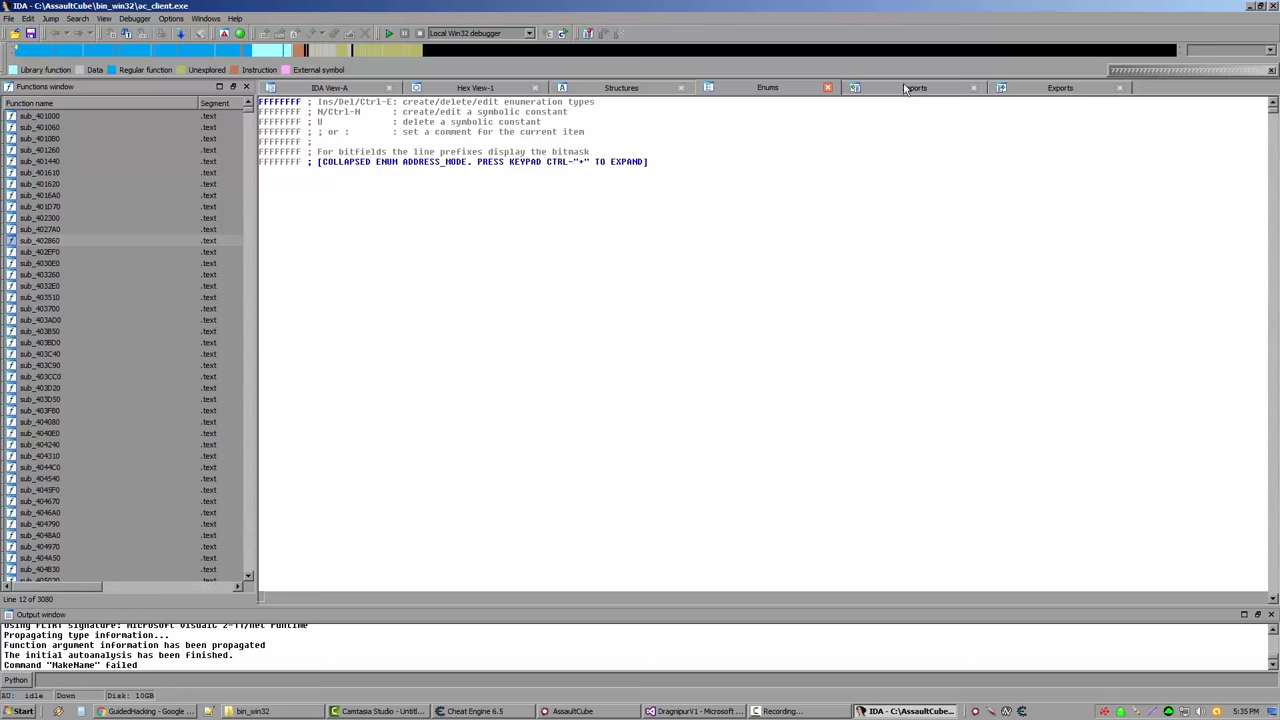 IDA - C:\AssaultCube\bin_win32\ac_client.exe
File Edit Jump Search View Debugger Options Windows Help
Local Win32 debugger
Library function Data Regular function Unexplored Instruction External symbol
Functions window
IDA View-A Hex View-1 Structures Enums Exports
Function name Segment
sub_401000 .text
sub_401060 .text
sub_4010B0 .text
sub_401260 .text
sub_401440 .text
sub_401610 .text
sub_401620 .text
sub_4016A0 .text
sub_401D70 .text
sub_402300 .text
sub_4027A0 .text
sub_402860 .text
sub_402EF0 .text
sub_4030E0 .text
sub_403260 .text
sub_4032E0 .text
sub_403510 .text
sub_403700 .text
sub_403AD0 .text
sub_403B50 .text
sub_403BD0 .text
sub_403C40 .text
sub_403C90 .text
sub_403CC0 .text
sub_403D20 .text
sub_403D50 .text
sub_403FB0 .text
sub_404080 .text
sub_4040E0 .text
sub_404240 .text
sub_404310 .text
sub_4044C0 .text
sub_404540 .text
sub_4045F0 .text
sub_404670 .text
sub_4046A0 .text
sub_404790 .text
sub_4048A0 .text
sub_404970 .text
sub_404A50 .text
sub_404B30 .text
sub_405020 .text
FFFFFFFF ; Ins/Del/Ctrl-E: create/delete/edit enumeration types
FFFFFFFF ; N/Ctrl-N : create/edit a symbolic constant
FFFFFFFF ; U : delete a symbolic constant
FFFFFFFF ; ; or : : set a comment for the current item
FFFFFFFF ;
FFFFFFFF ; For bitfields the line prefixes display the bitmask
FFFFFFFF ; [COLLAPSED ENUM ADDRESS_MODE. PRESS KEYPAD CTRL-"+" TO EXPAND]
Line 12 of 3080
Output window
Propagating type information...
Function argument information has been propagated
The initial autoanalysis has been finished.
Command "MakeName" failed
Python
AU: idle Down Disk: 10GB
Start GuidedHacking - Google ... bin_win32 Camtasia Studio - Untitl... Cheat Engine 6.5 AssaultCube DragnipurV1 - Microsoft ... Recording... IDA - C:\AssaultCube... 5:35 PM